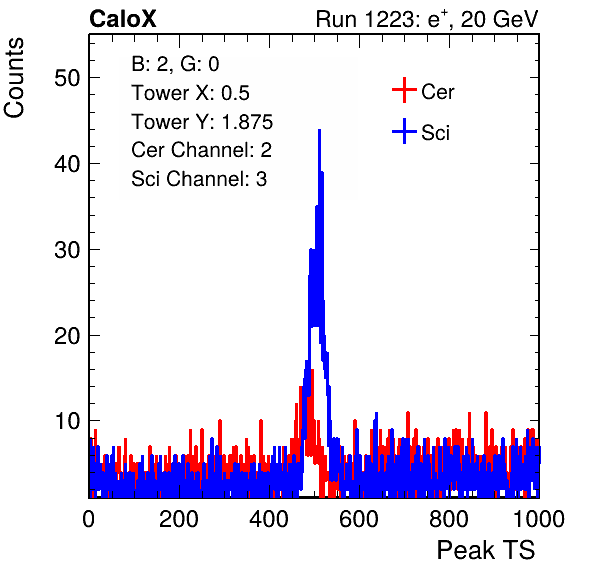 CaloX Run 1223: e⁺, 20 GeV
Counts
B: 2, G: 0
Tower X: 0.5
Tower Y: 1.875
Cer Channel: 2
Sci Channel: 3
Cer
Sci
50
40
30
20
10
0 200 400 600 800 1000
Peak TS